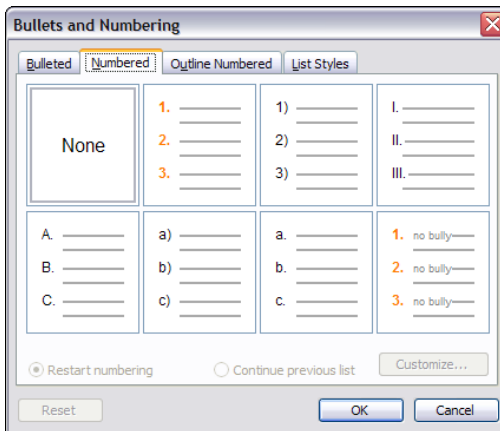 Bullets and Numbering
Bulleted Numbered Outline Numbered List Styles
None
1.
2.
3.
1)
2)
3)
I.
II.
III.
A.
B.
C.
a)
b)
c)
a.
b.
c.
1. no bully
2. no bully
3. no bully
Restart numbering Continue previous list Customize...
Reset OK Cancel